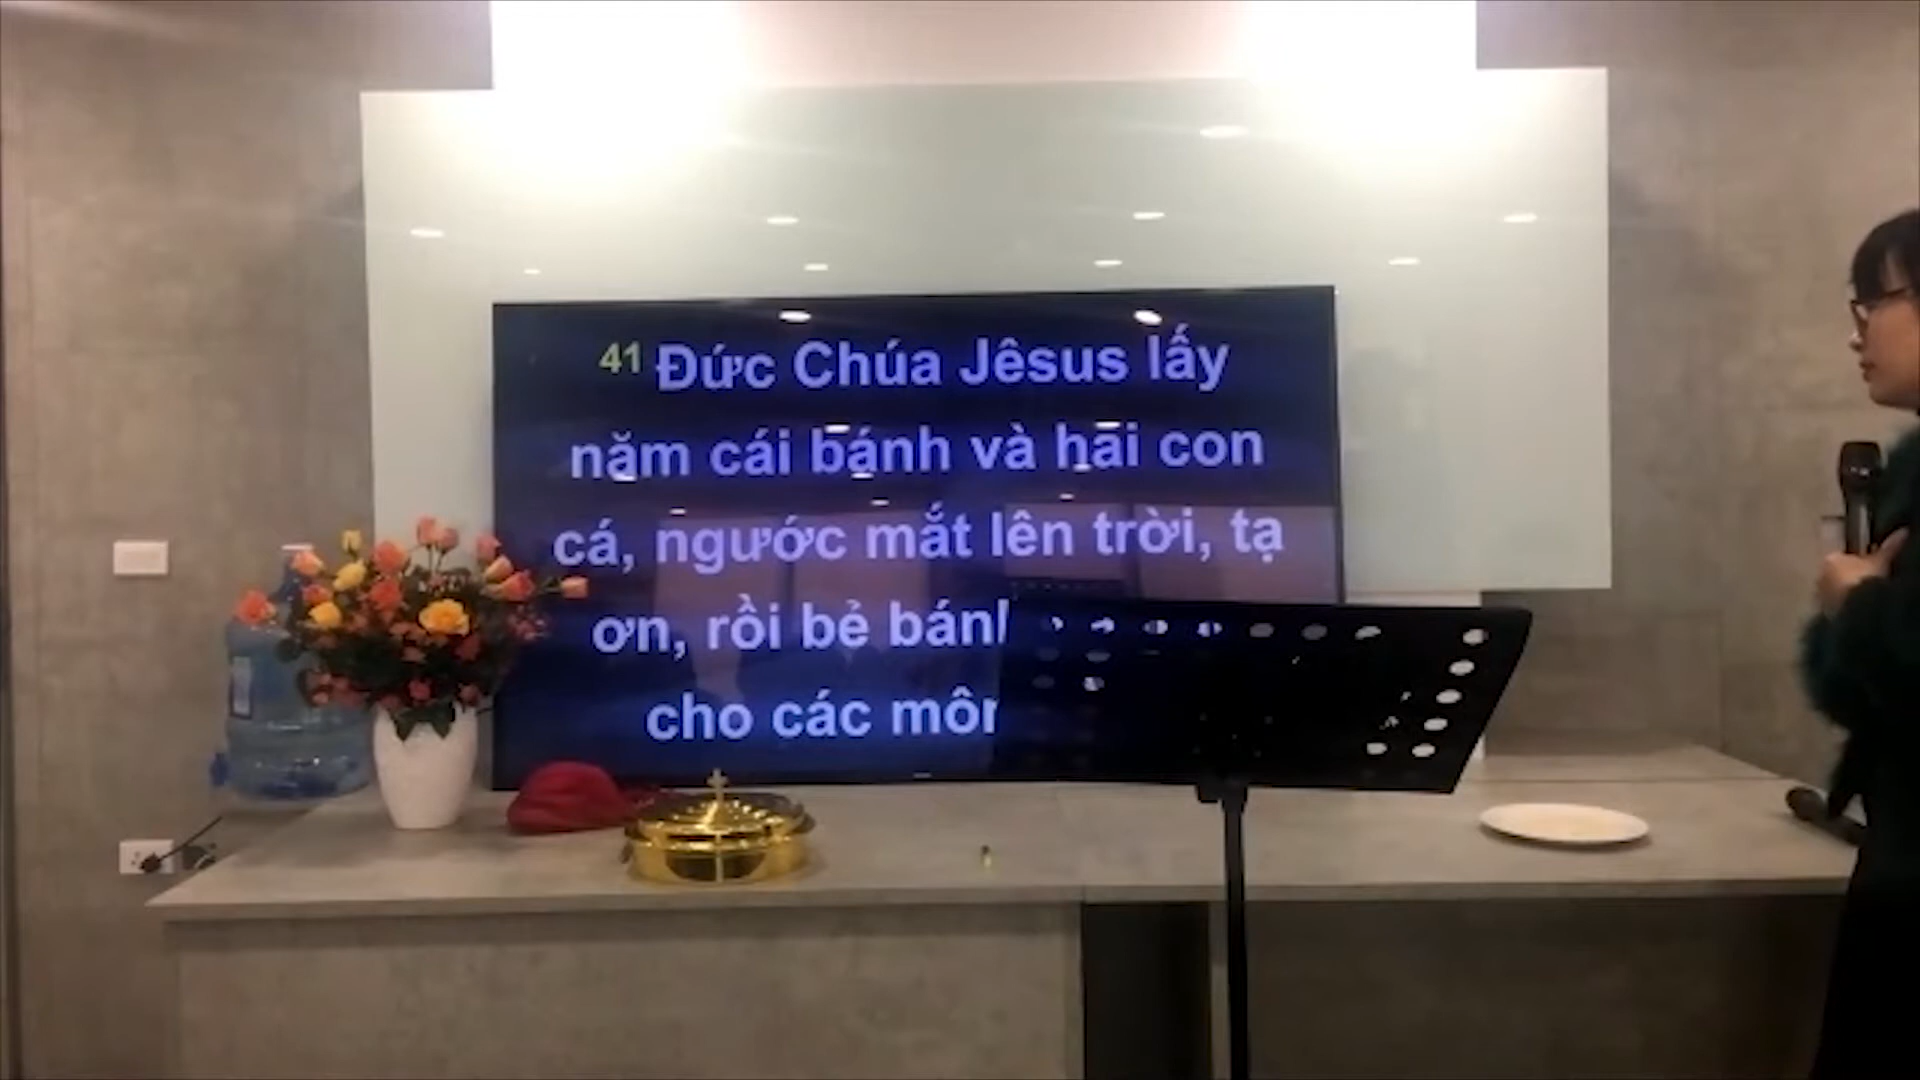 41 Đức Chúa Jêsus lấy
năm cái bánh và hai con
cá, ngước mắt lên trời, tạ
ơn, rồi bẻ bánh
cho các môn